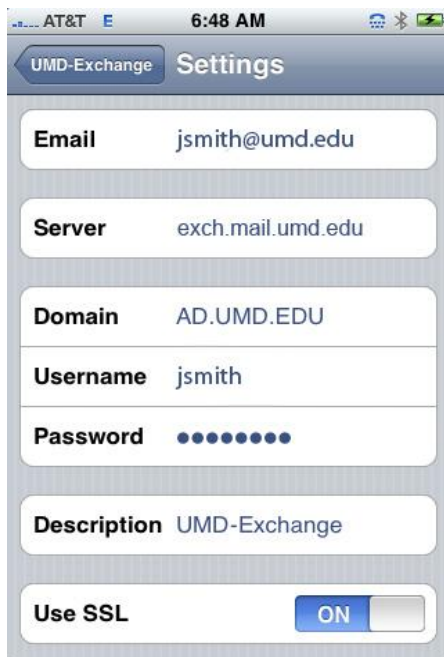 AT&T E 6:48 AM
UMD-Exchange Settings
Email jsmith@umd.edu
Server exch.mail.umd.edu
Domain AD.UMD.EDU
Username jsmith
Password ●●●●●●●●
Description UMD-Exchange
Use SSL ON